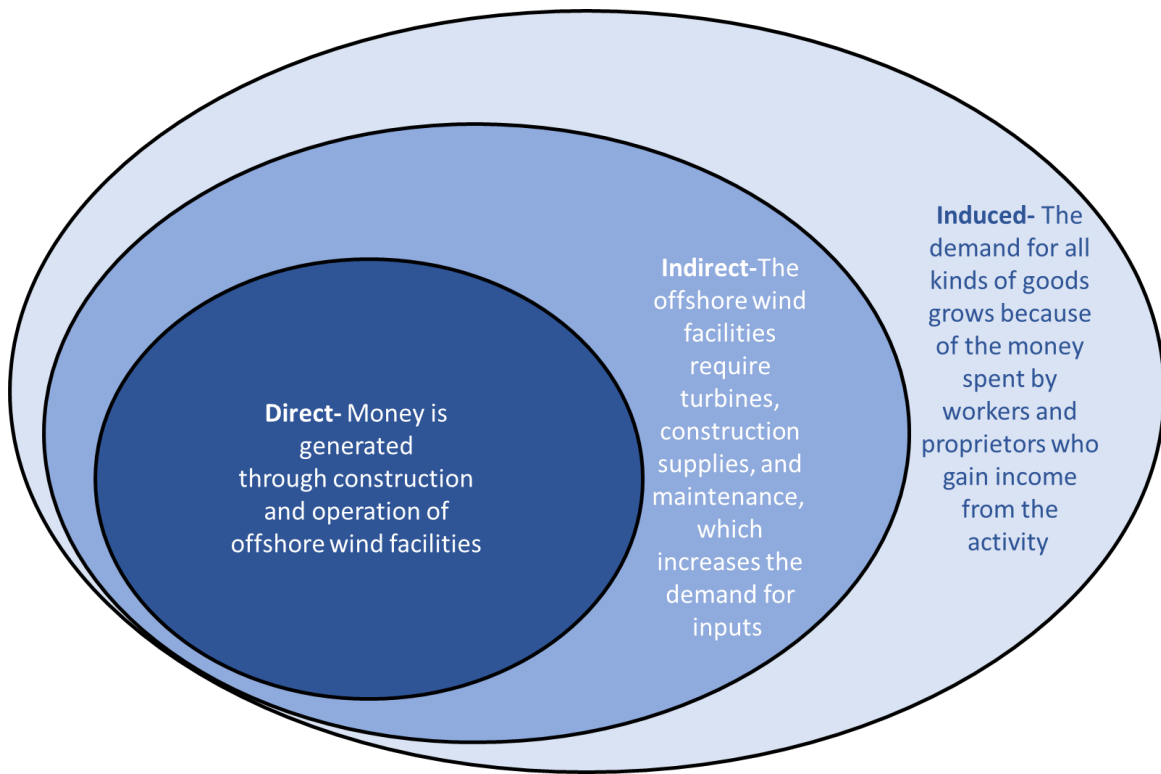 Direct- Money is
generated
through construction
and operation of
offshore wind facilities
Indirect-The
offshore wind
facilities
require
turbines,
construction
supplies, and
maintenance,
which
increases the
demand for
inputs
Induced- The
demand for all
kinds of goods
grows because
of the money
spent by
workers and
proprietors who
gain income
from the
activity